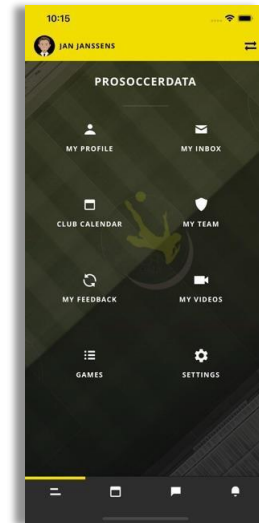 10:15
JAN JANSSENS
PROSOCCERDATA
MY PROFILE
MY INBOX
CLUB CALENDAR
MY TEAM
MY FEEDBACK
MY VIDEOS
GAMES
SETTINGS